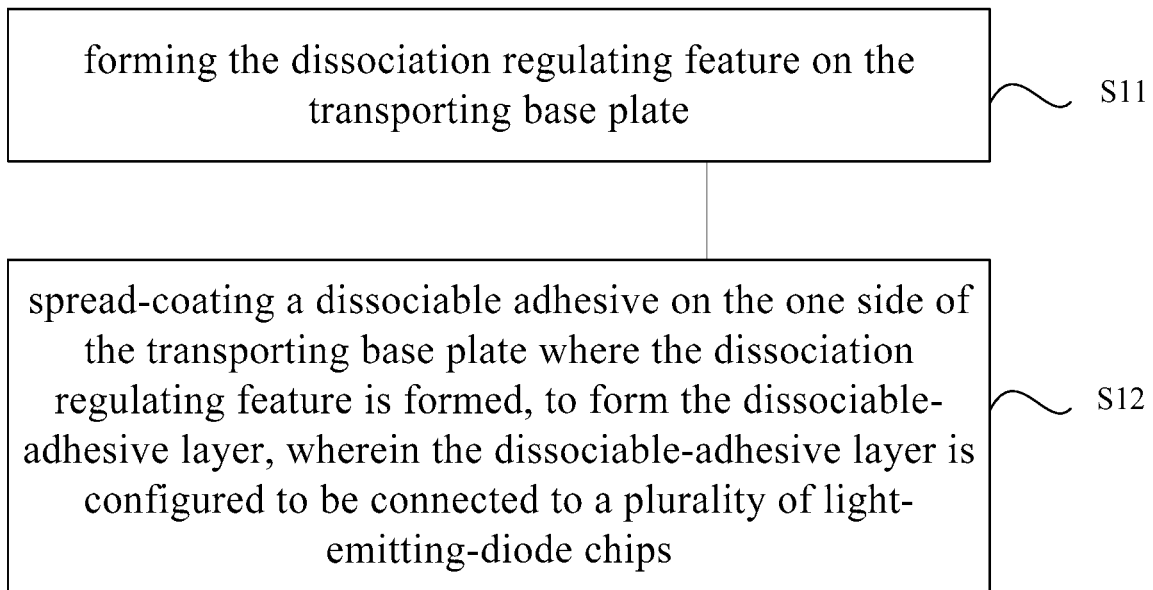 forming the dissociation regulating feature on the
transporting base plate
S11
spread-coating a dissociable adhesive on the one side of
the transporting base plate where the dissociation
regulating feature is formed, to form the dissociable-
adhesive layer, wherein the dissociable-adhesive layer is
configured to be connected to a plurality of light-
emitting-diode chips
S12